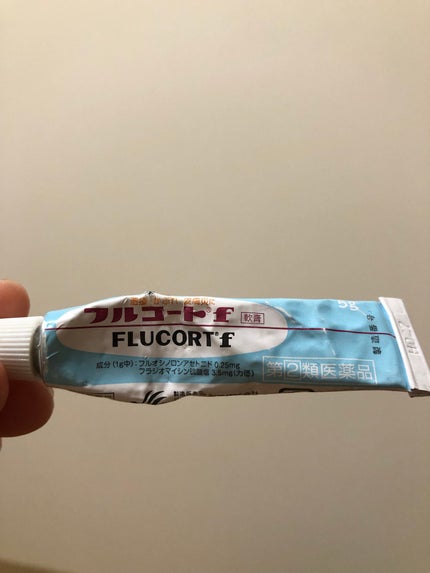 フルコートf 軟膏
5g
FLUCORT f
成分(1g中):フルオシノロンアセトニド 0.25mg
フラジオマイシン硫酸塩 3.5mg(力価)
第②類医薬品